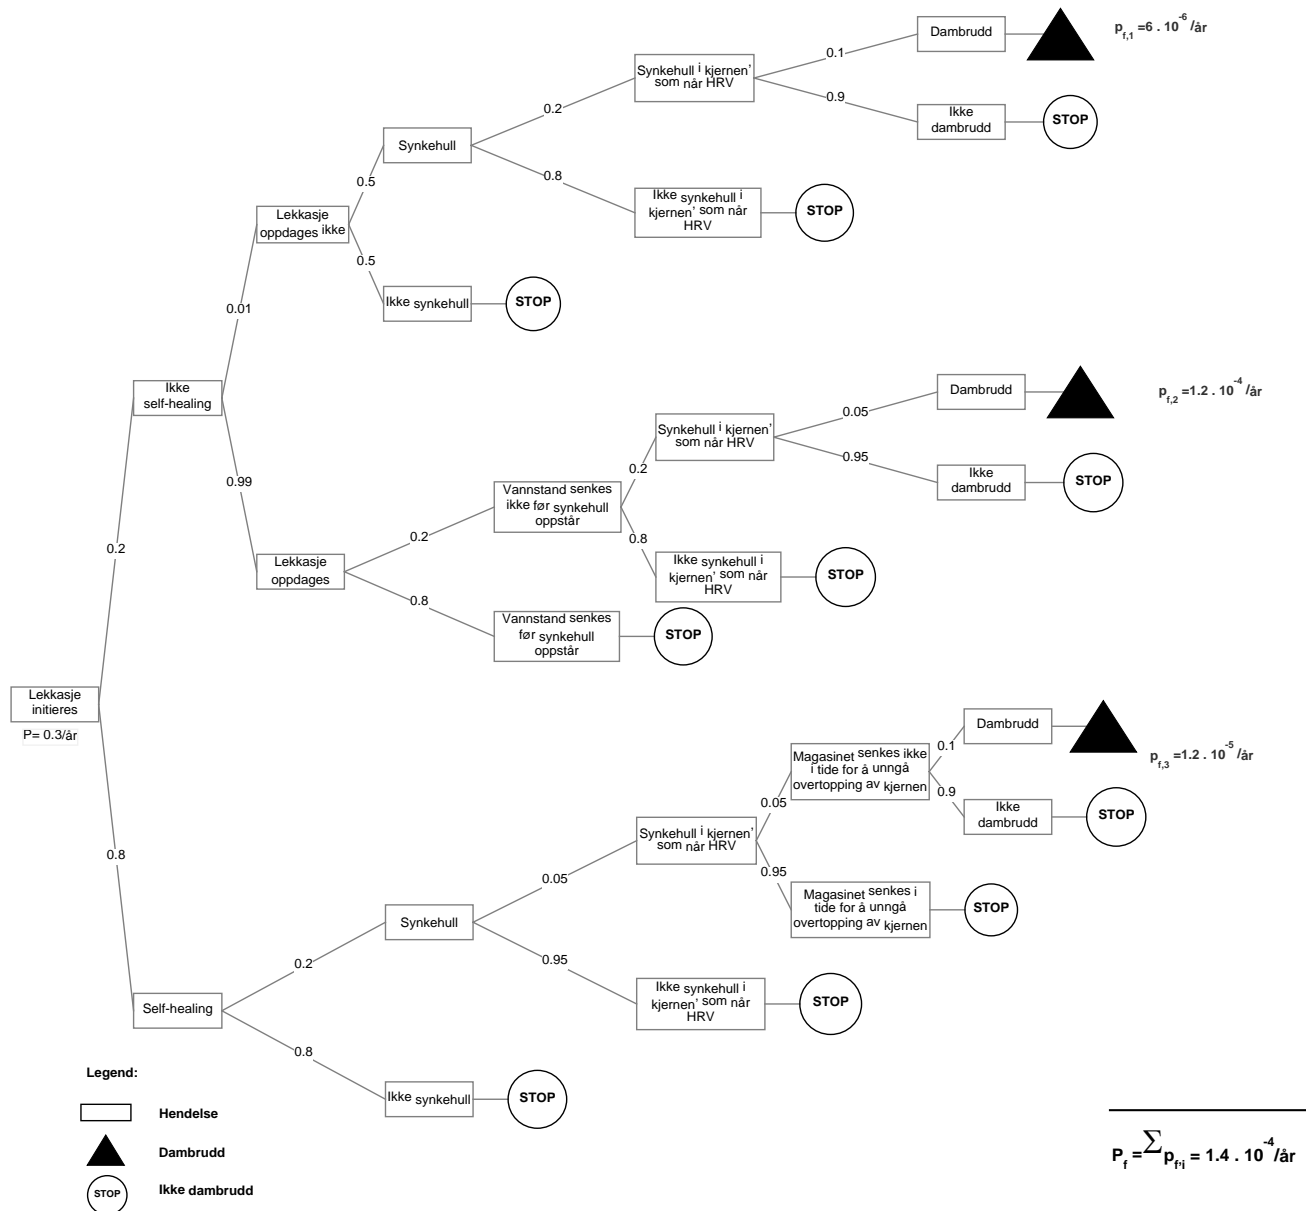 Dambrudd
p f,1 =6 . 10 -6 /år
0.1
Synkehull i kjernen'
som når HRV
0.9
Ikke
dambrudd
STOP
0.2
Synkehull
0.8
0.5
Ikke synkehull i
kjernen' som når
HRV
STOP
Lekkasje
oppdages ikke
0.5
Ikke synkehull
STOP
0.01
Ikke
self-healing
Dambrudd
p f,2 =1.2 . 10 -4 /år
0.05
Synkehull i kjernen'
som når HRV
0.95
Ikke
dambrudd
STOP
0.99
0.2
Vannstand senkes
ikke før synkehull
oppstår
0.2
0.8
Lekkasje
oppdages
Ikke synkehull i
kjernen' som når
HRV
STOP
0.8
Vannstand senkes
før synkehull
oppstår
STOP
0.2
Lekkasje
initieres
P= 0.3/år
0.8
Dambrudd
p f,3 =1.2 . 10 -5 /år
0.1
Magasinet senkes ikke
i tide for å unngå
overtopping av kjernen
0.9
Ikke
dambrudd
STOP
0.05
Synkehull i kjernen'
som når HRV
0.95
Magasinet senkes i
tide for å unngå
overtopping av kjernen
STOP
0.05
Synkehull
0.95
Ikke synkehull i
kjernen' som når
HRV
STOP
0.2
Self-healing
0.8
Ikke synkehull
STOP
Legend:
Hendelse
Dambrudd
STOP
Ikke dambrudd
P f = ∑ p f'i = 1.4 . 10 -4 /år